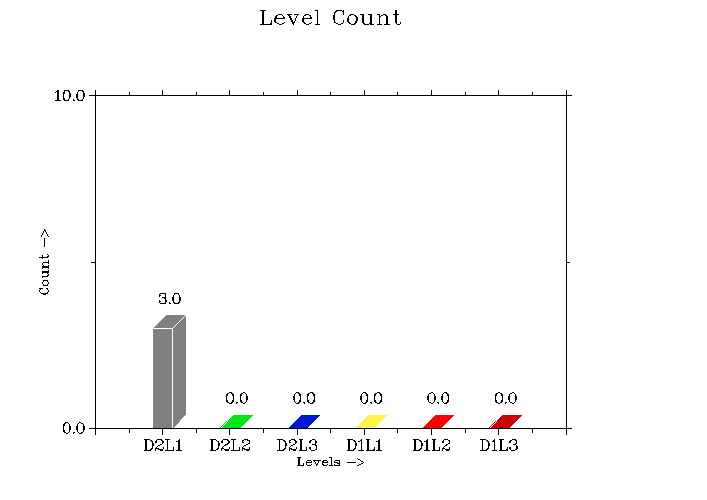 Level Count
10.0
Count -->
3.0
0.0 0.0 0.0 0.0 0.0
0.0
D2L1 D2L2 D2L3 D1L1 D1L2 D1L3
Levels -->